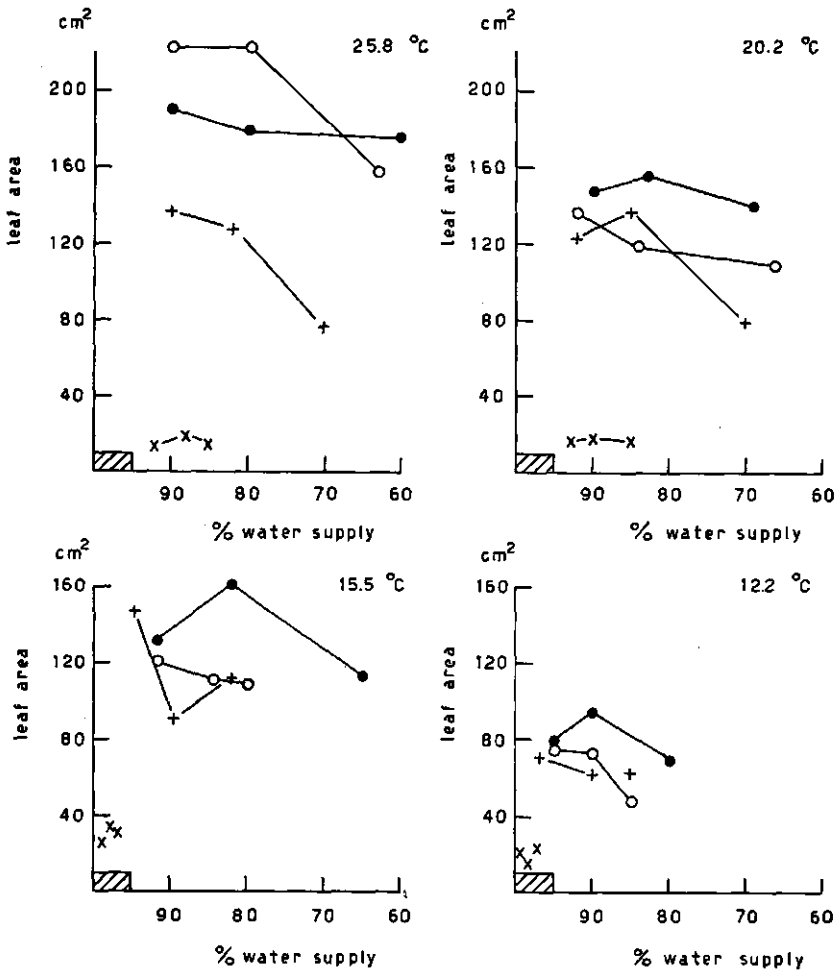 cm²
25.8 °C
200
160
120
80
40
leaf area
90 80 70 60
% water supply
cm²
20.2 °C
200
160
120
80
40
leaf area
90 80 70 60
% water supply
cm²
15.5 °C
160
120
80
40
leaf area
90 80 70 60
% water supply
cm²
12.2 °C
160
120
80
40
leaf area
90 80 70 60
% water supply